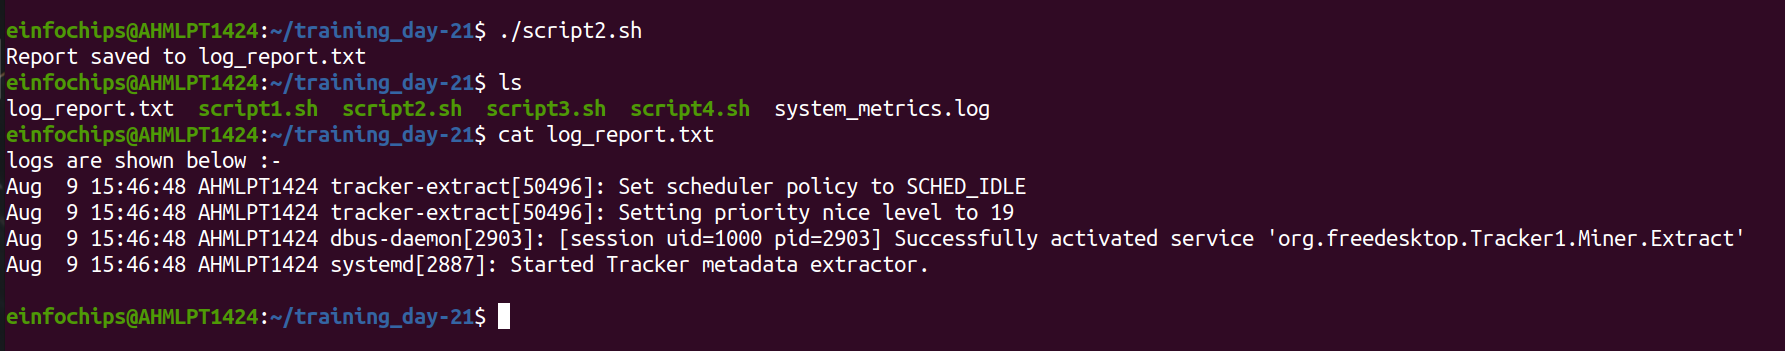 einfochips@AHMLPT1424:~/training_day-21$ ./script2.sh
Report saved to log_report.txt
einfochips@AHMLPT1424:~/training_day-21$ ls
log_report.txt  script1.sh  script2.sh  script3.sh  script4.sh  system_metrics.log
einfochips@AHMLPT1424:~/training_day-21$ cat log_report.txt
logs are shown below :-
Aug  9 15:46:48 AHMLPT1424 tracker-extract[50496]: Set scheduler policy to SCHED_IDLE
Aug  9 15:46:48 AHMLPT1424 tracker-extract[50496]: Setting priority nice level to 19
Aug  9 15:46:48 AHMLPT1424 dbus-daemon[2903]: [session uid=1000 pid=2903] Successfully activated service 'org.freedesktop.Tracker1.Miner.Extract'
Aug  9 15:46:48 AHMLPT1424 systemd[2887]: Started Tracker metadata extractor.
einfochips@AHMLPT1424:~/training_day-21$